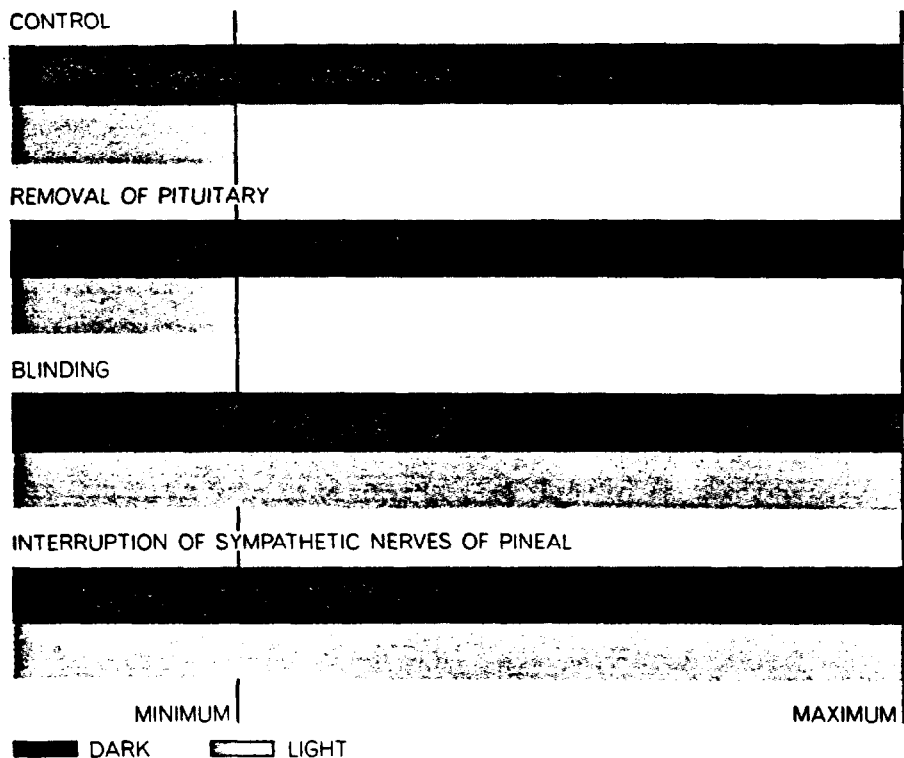 CONTROL
REMOVAL OF PITUITARY
BLINDING
INTERRUPTION OF SYMPATHETIC NERVES OF PINEAL
MINIMUM MAXIMUM
DARK LIGHT